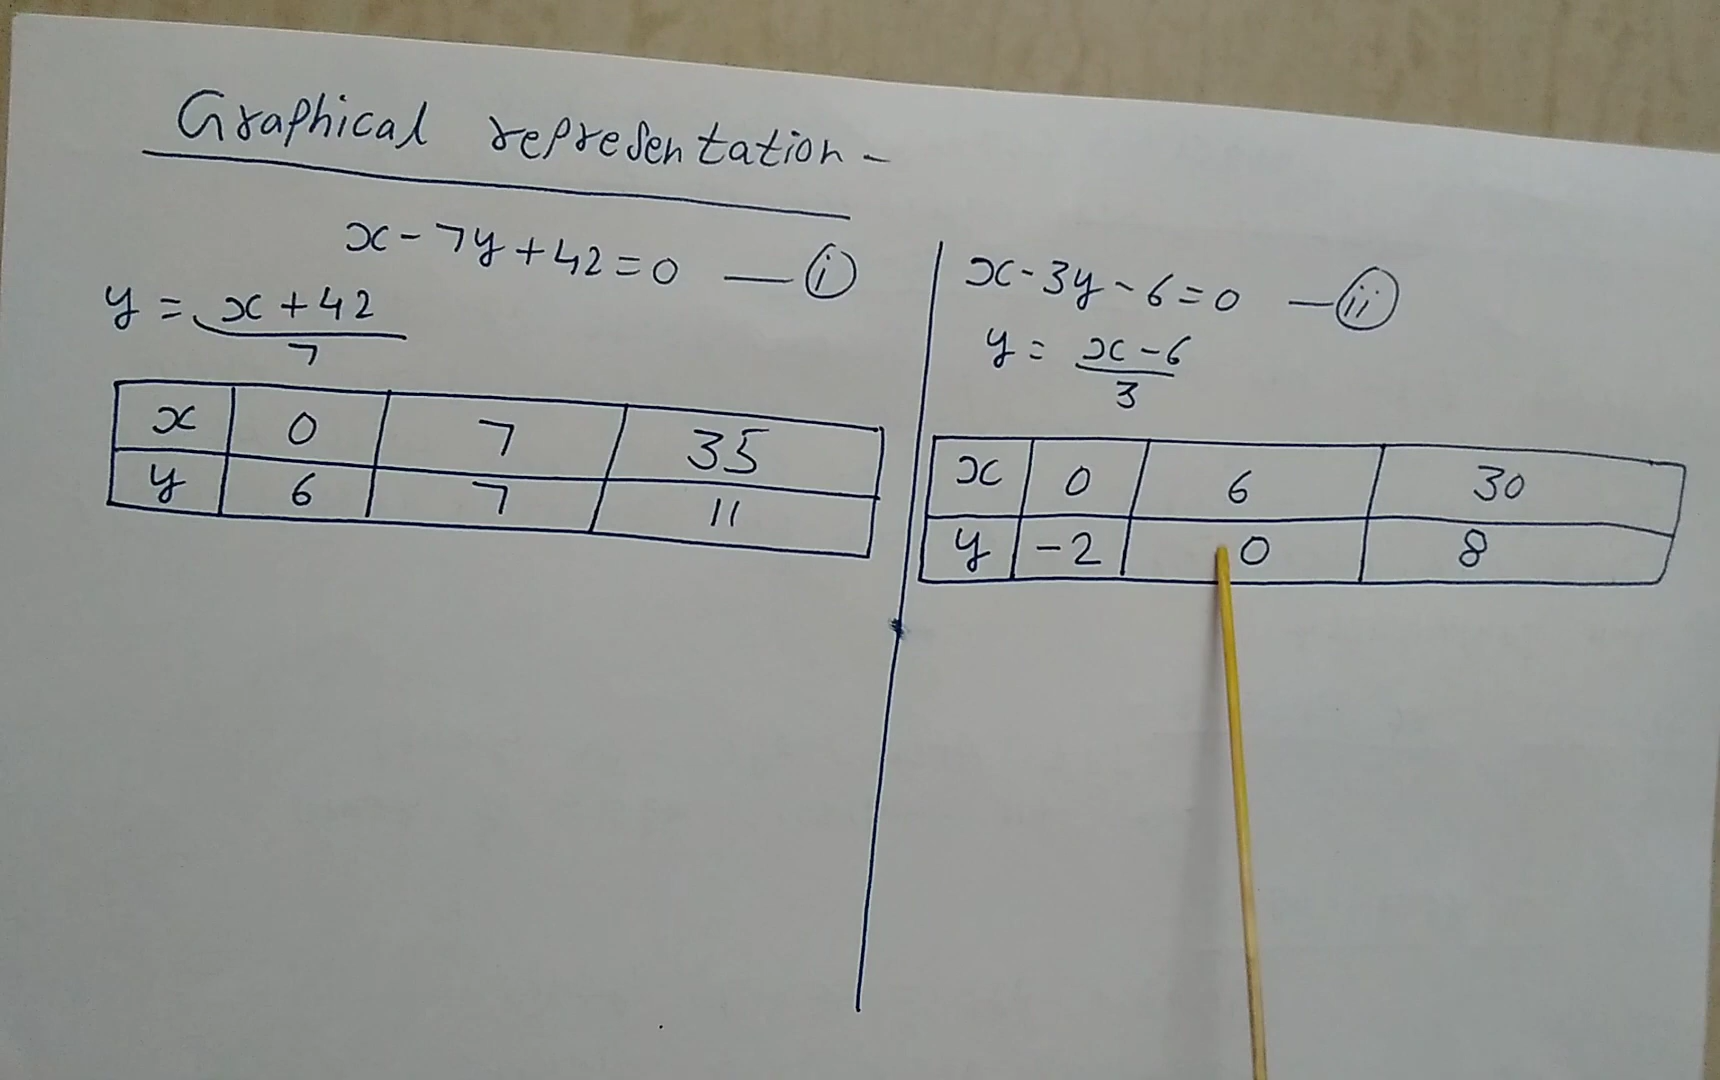 Graphical representation -
x - 7y + 42 = 0 — (i)
y = (x + 42)/7
x 0 7 35
y 6 7 11
x - 3y - 6 = 0 — (ii)
y = (x - 6)/3
x 0 6 30
y -2 0 8